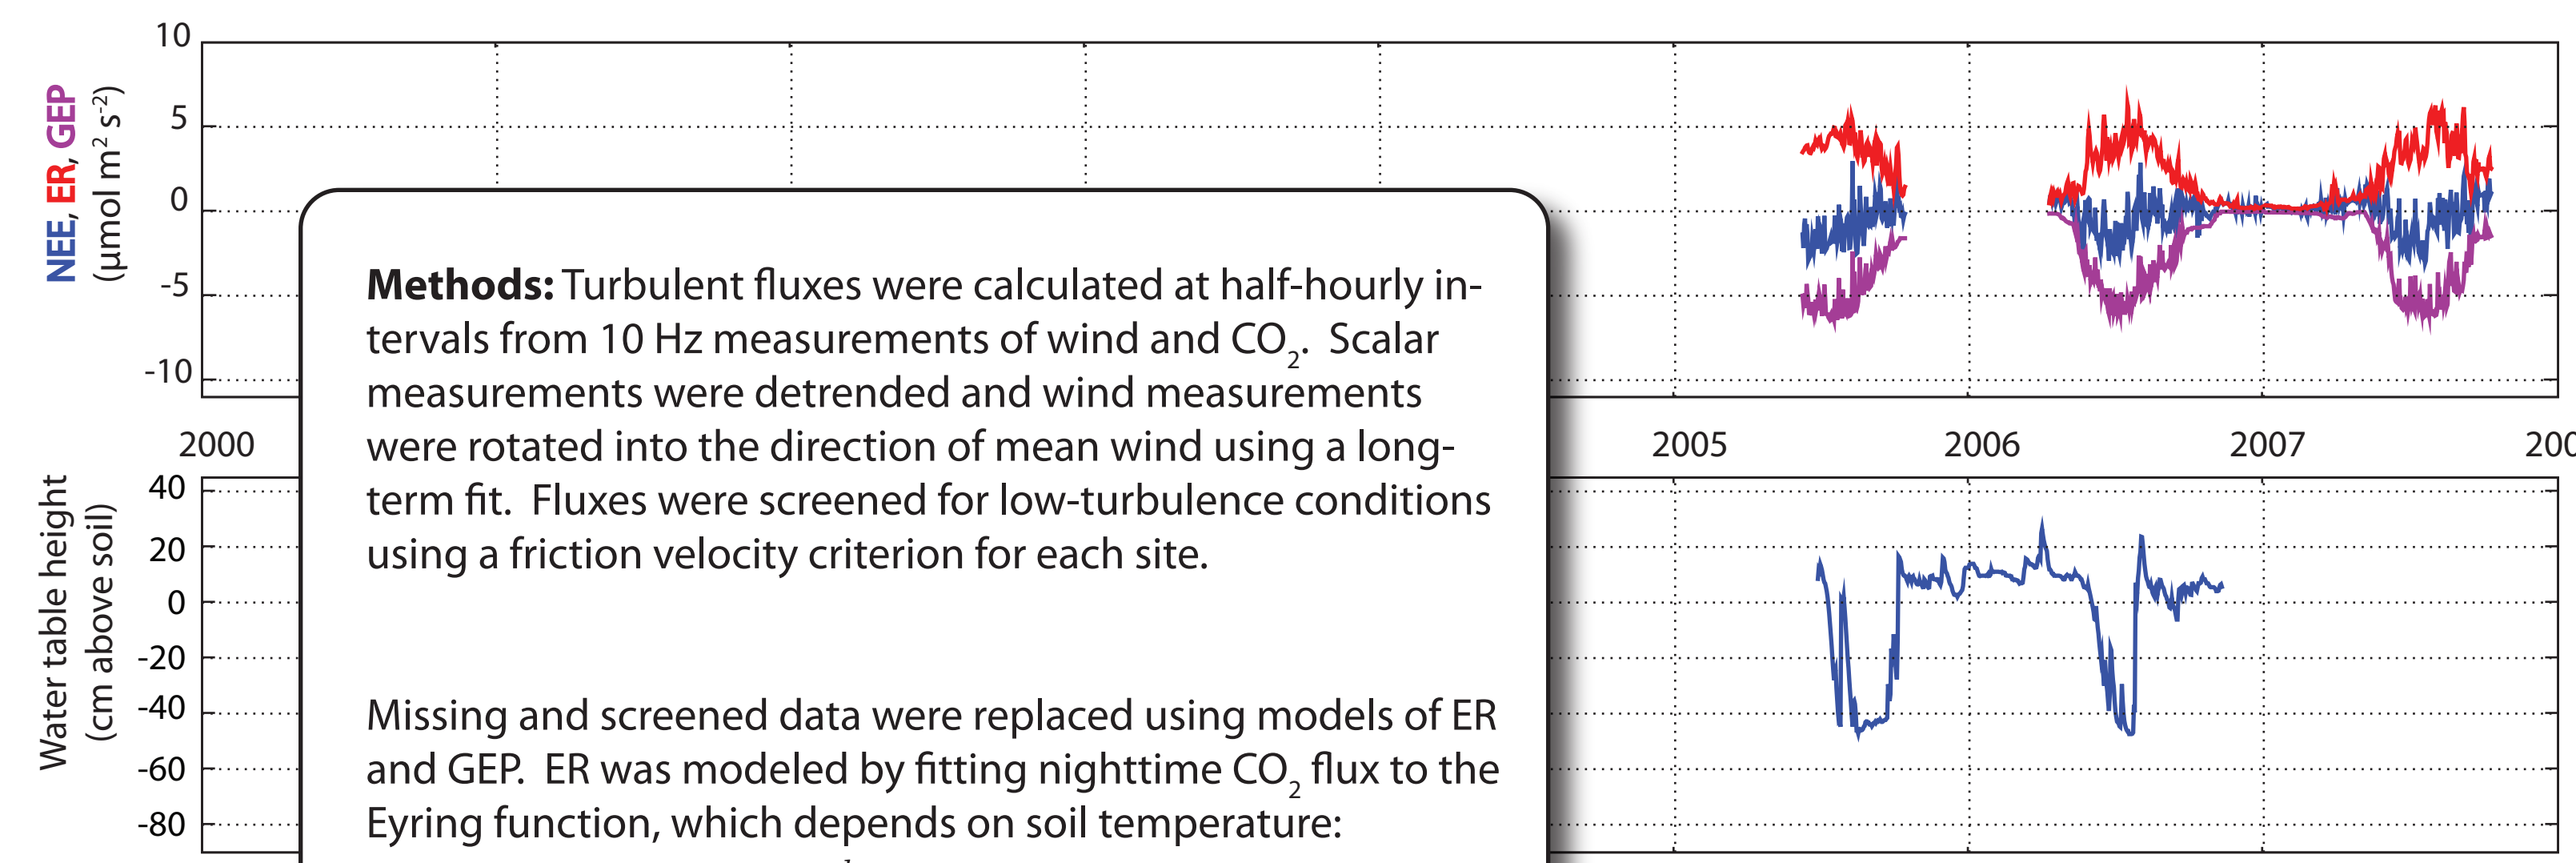 10
5
0
-5
-10
NEE, ER, GEP
(μmol m² s⁻²)
2000
2005
2006
2007
200
40
20
0
-20
-40
-60
-80
Water table height
(cm above soil)
Methods: Turbulent fluxes were calculated at half-hourly in-
tervals from 10 Hz measurements of wind and CO₂. Scalar
measurements were detrended and wind measurements
were rotated into the direction of mean wind using a long-
term fit. Fluxes were screened for low-turbulence conditions
using a friction velocity criterion for each site.
Missing and screened data were replaced using models of ER
and GEP. ER was modeled by fitting nighttime CO₂ flux to the
Eyring function, which depends on soil temperature: